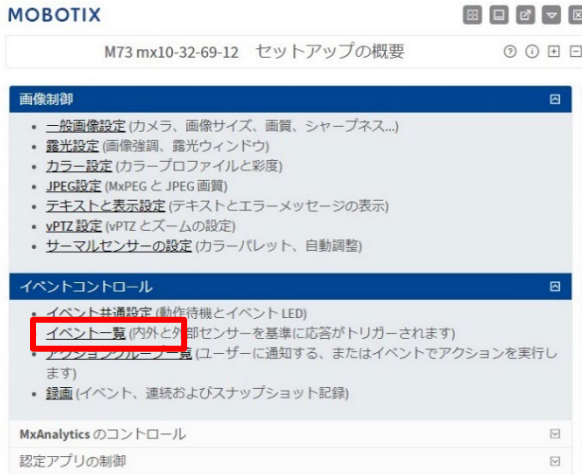 MOBOTIX
M73 mx10-32-69-12 セットアップの概要
画像制御
• 一般画像設定 (カメラ、画像サイズ、画質、シャープネス...)
• 露光設定 (画像強調、露光ウィンドウ)
• カラー設定 (カラープロファイルと彩度)
• JPEG設定 (MxPEG と JPEG 画質)
• テキストと表示設定 (テキストとエラーメッセージの表示)
• vPTZ 設定 (vPTZ とズームの設定)
• サーマルセンサーの設定 (カラーパレット、自動調整)
イベントコントロール
• イベント共通設定 (動作待機とイベント LED)
イベント一覧 (内外と外部センサーを基準に応答がトリガーされます)
• アクショングループ一覧 (ユーザーに通知する、またはイベントでアクションを実行し
ます)
• 録画 (イベント、連続およびスナップショット記録)
MxAnalytics のコントロール
認定アプリの制御